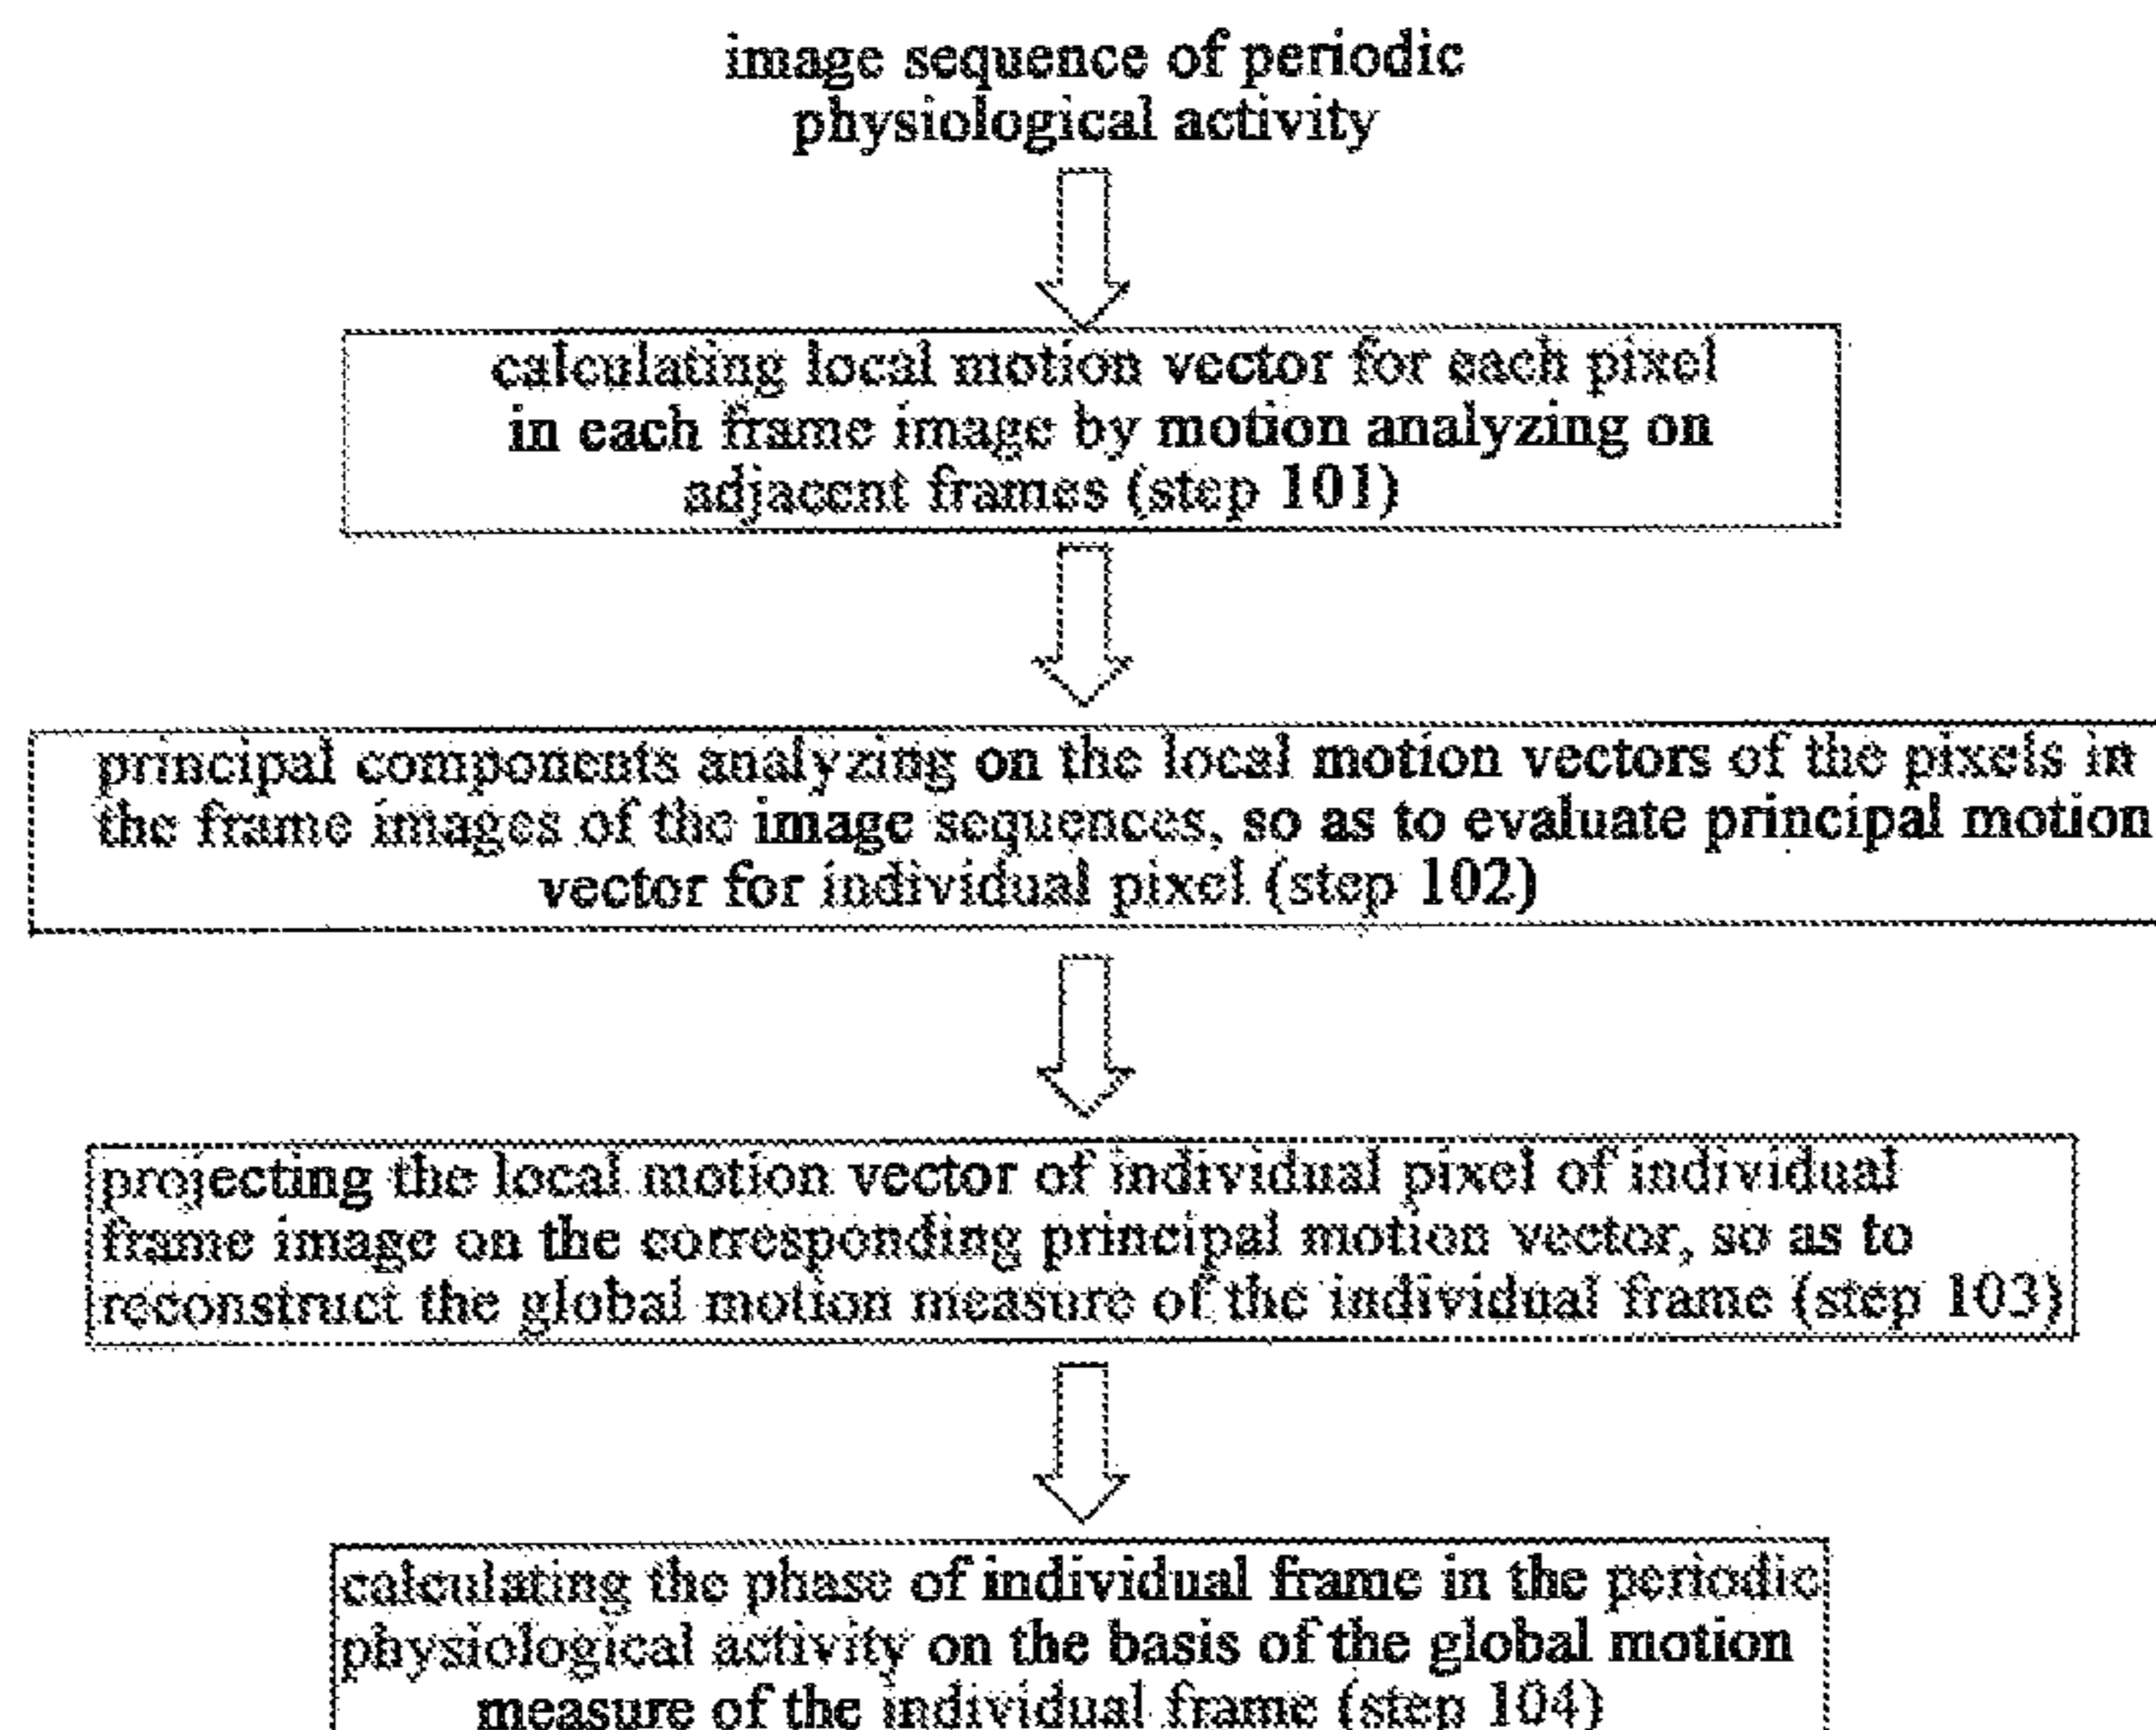 image sequence of periodic
physiological activity
calculating local motion vector for each pixel
in each frame image by motion analyzing on
adjacent frames (step 101)
principal components analyzing on the local motion vectors of the pixels in
the frame images of the image sequences, so as to evaluate principal motion
vector for individual pixel (step 102)
projecting the local motion vector of individual pixel of individual
frame image on the corresponding principal motion vector, so as to
reconstruct the global motion measure of the individual frame (step 103)
calculating the phase of individual frame in the periodic
physiological activity on the basis of the global motion
measure of the individual frame (step 104)